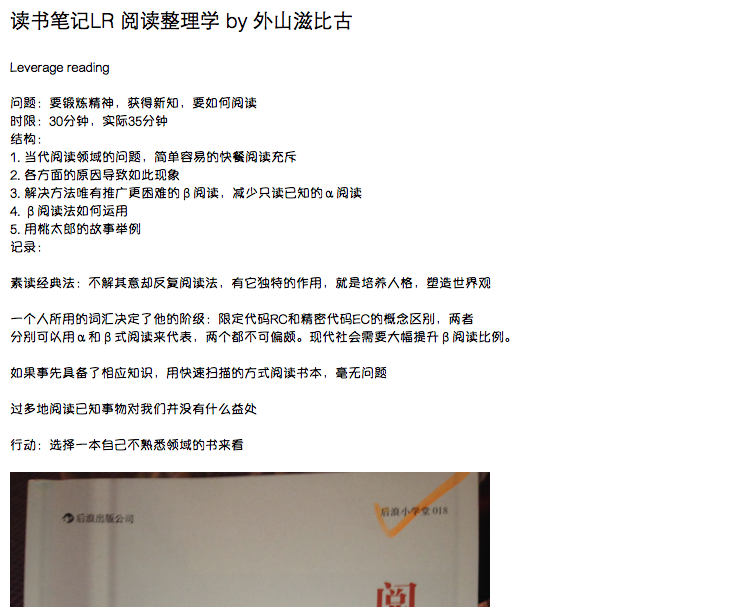 读书笔记LR 阅读整理学 by 外山滋比古
Leverage reading
问题：要锻炼精神，获得新知，要如何阅读
时限：30分钟，实际35分钟
结构：
1. 当代阅读领域的问题，简单容易的快餐阅读充斥
2. 各方面的原因导致如此现象
3. 解决方法唯有推广更困难的β阅读，减少只读已知的α阅读
4. β阅读法如何运用
5. 用桃太郎的故事举例
记录：
素读经典法：不解其意却反复阅读法，有它独特的作用，就是培养人格，塑造世界观
一个人所用的词汇决定了他的阶级：限定代码RC和精密代码EC的概念区别，两者
分别可以用α和β式阅读来代表，两个都不可偏颇。现代社会需要大幅提升β阅读比例。
如果事先具备了相应知识，用快速扫描的方式阅读书本，毫无问题
过多地阅读已知事物对我们并没有什么益处
行动：选择一本自己不熟悉领域的书来看
后浪出版公司
后浪小学堂 018
阅